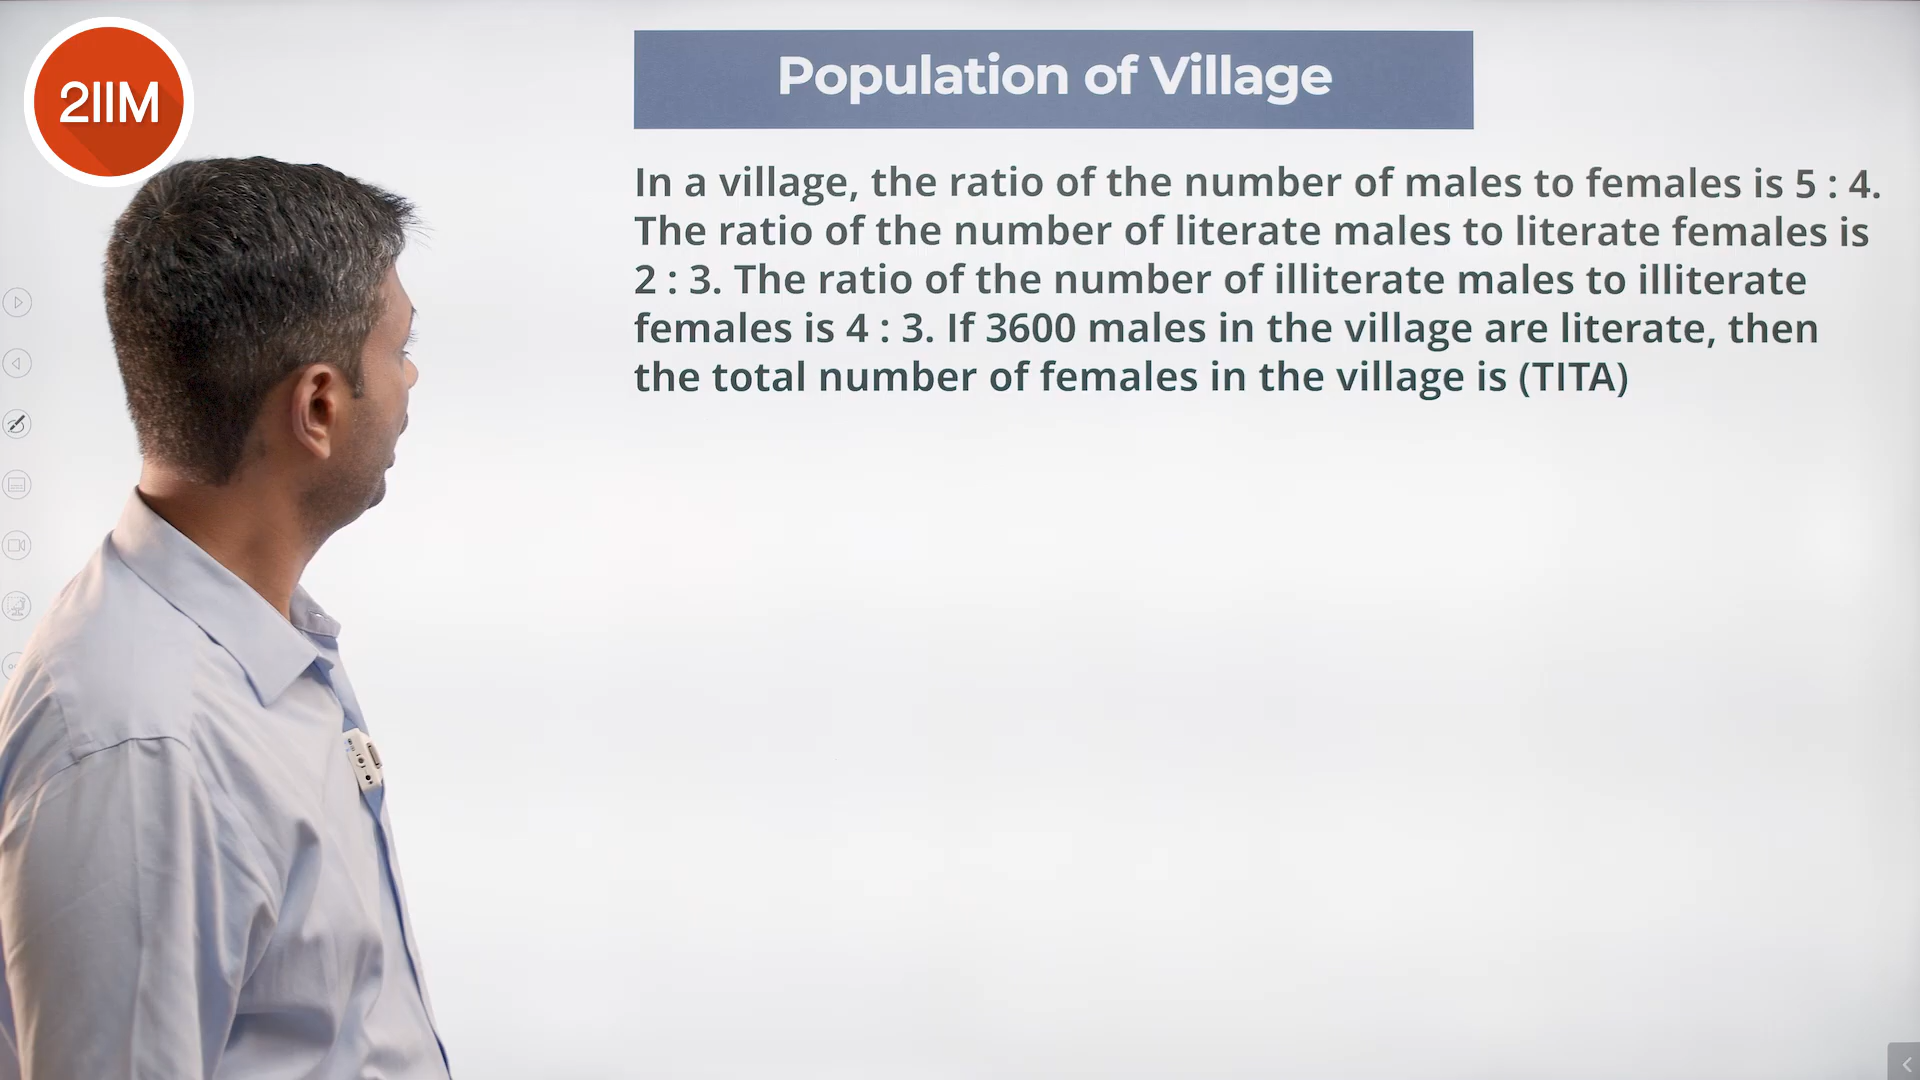 2IIM
Population of Village
In a village, the ratio of the number of males to females is 5 : 4.
The ratio of the number of literate males to literate females is
2 : 3. The ratio of the number of illiterate males to illiterate
females is 4 : 3. If 3600 males in the village are literate, then
the total number of females in the village is (TITA)